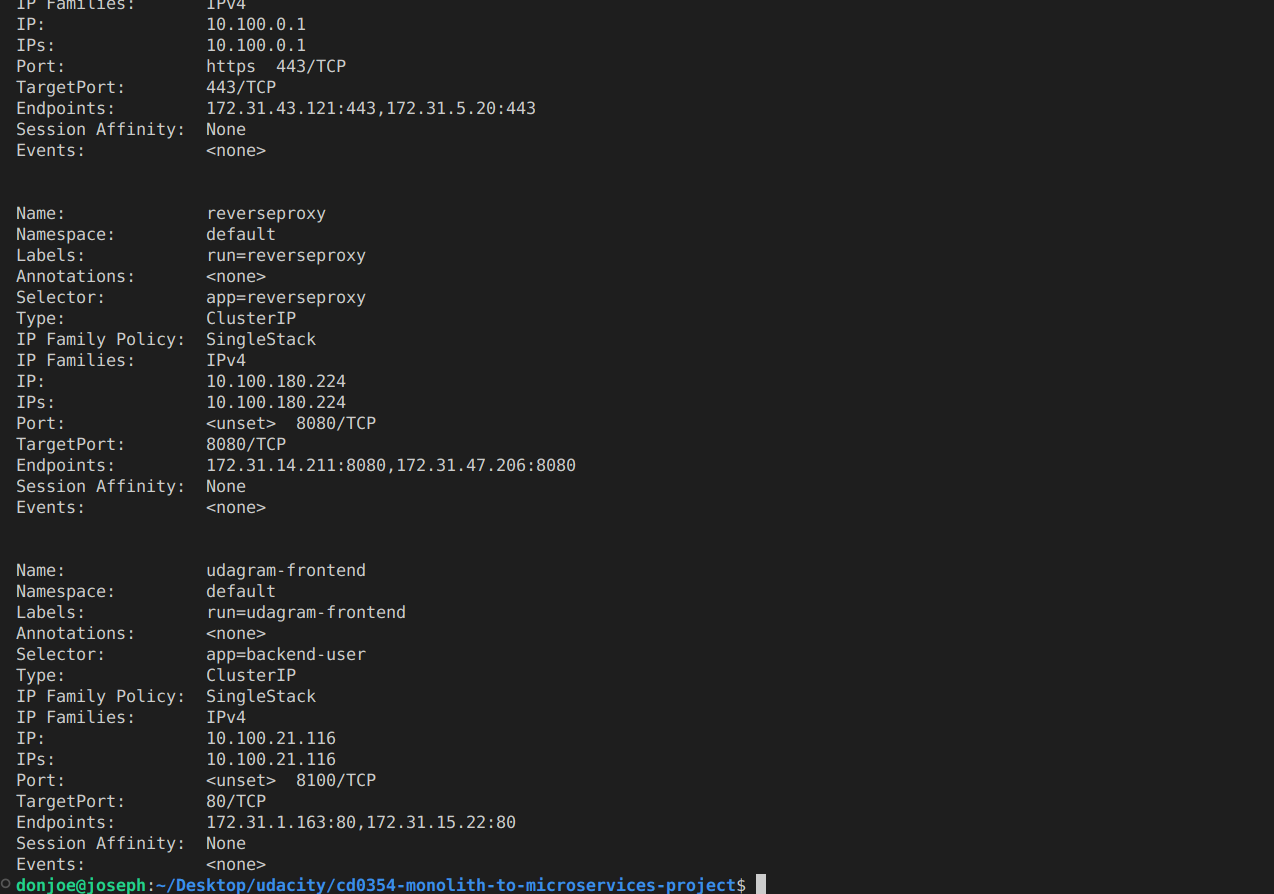 IP Families:       IPv4
IP:                10.100.0.1
IPs:               10.100.0.1
Port:              https  443/TCP
TargetPort:        443/TCP
Endpoints:         172.31.43.121:443,172.31.5.20:443
Session Affinity:  None
Events:            <none>
Name:              reverseproxy
Namespace:         default
Labels:            run=reverseproxy
Annotations:       <none>
Selector:          app=reverseproxy
Type:              ClusterIP
IP Family Policy:  SingleStack
IP Families:       IPv4
IP:                10.100.180.224
IPs:               10.100.180.224
Port:              <unset>  8080/TCP
TargetPort:        8080/TCP
Endpoints:         172.31.14.211:8080,172.31.47.206:8080
Session Affinity:  None
Events:            <none>
Name:              udagram-frontend
Namespace:         default
Labels:            run=udagram-frontend
Annotations:       <none>
Selector:          app=backend-user
Type:              ClusterIP
IP Family Policy:  SingleStack
IP Families:       IPv4
IP:                10.100.21.116
IPs:               10.100.21.116
Port:              <unset>  8100/TCP
TargetPort:        80/TCP
Endpoints:         172.31.1.163:80,172.31.15.22:80
Session Affinity:  None
Events:            <none>
donjoe@joseph:~/Desktop/udacity/cd0354-monolith-to-microservices-project$